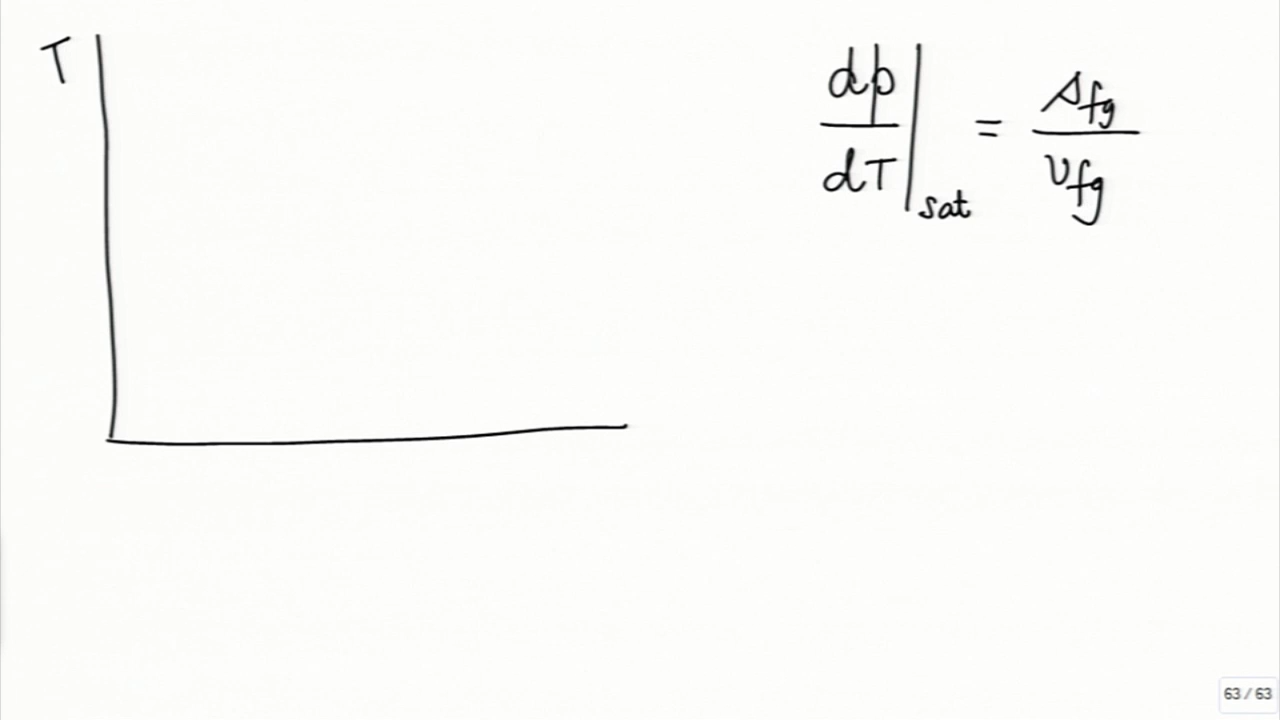 T
dp/dT|sat = sfg/vfg
63 / 63